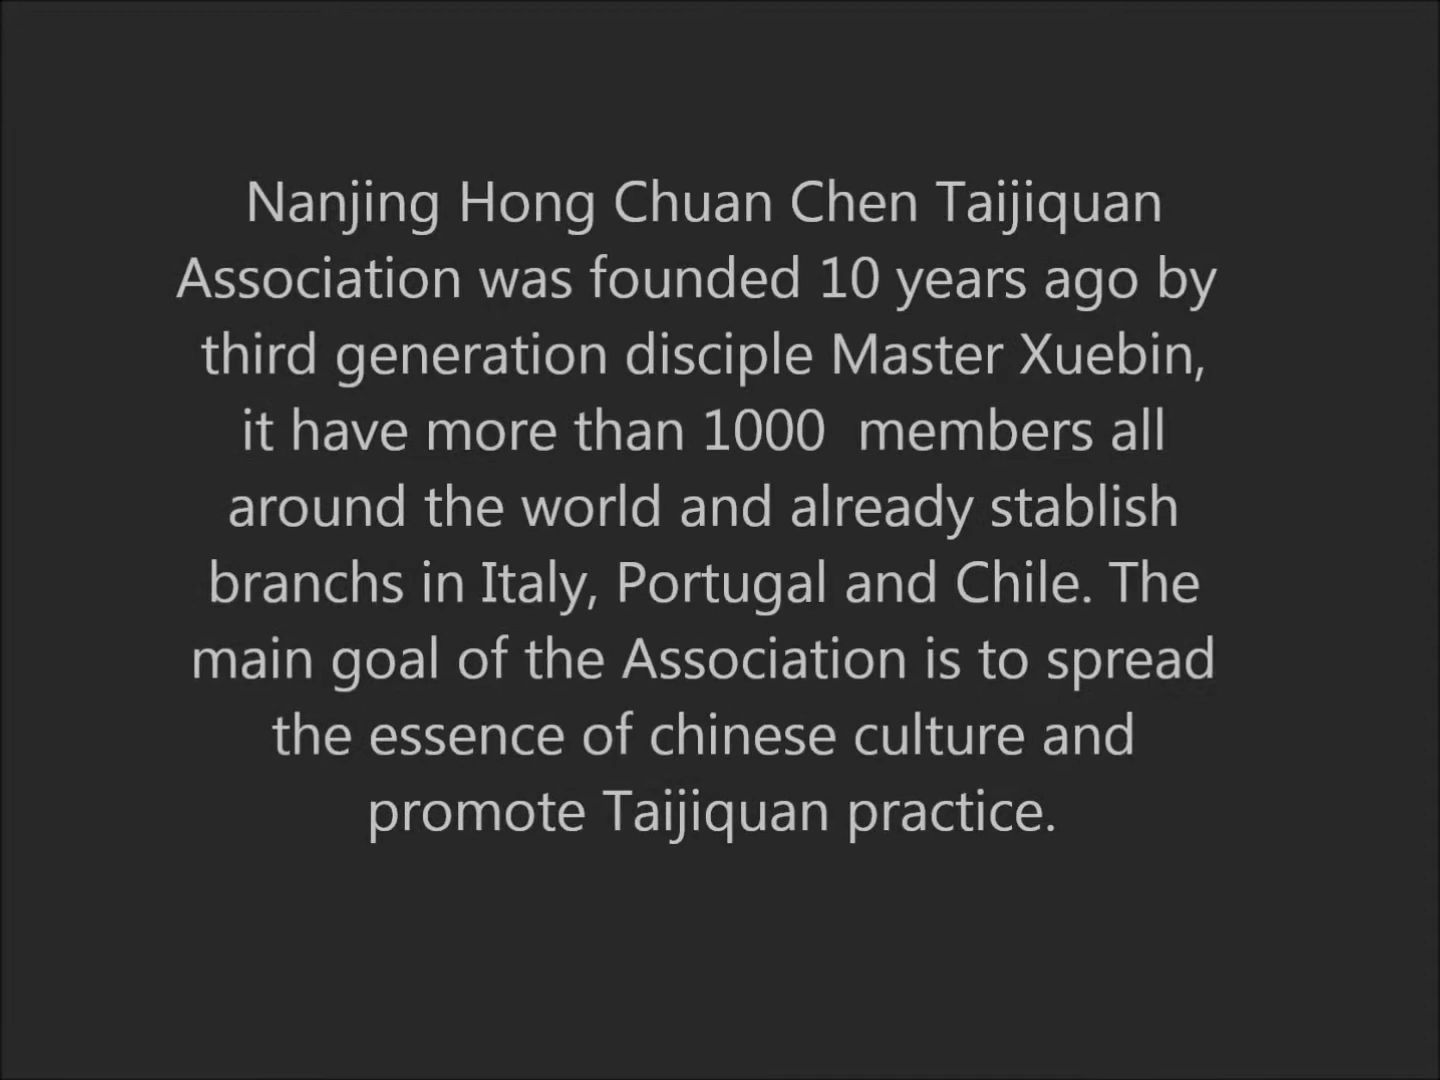 Nanjing Hong Chuan Chen Taijiquan
Association was founded 10 years ago by
third generation disciple Master Xuebin,
it have more than 1000  members all
around the world and already stablish
branchs in Italy, Portugal and Chile. The
main goal of the Association is to spread
the essence of chinese culture and
promote Taijiquan practice.